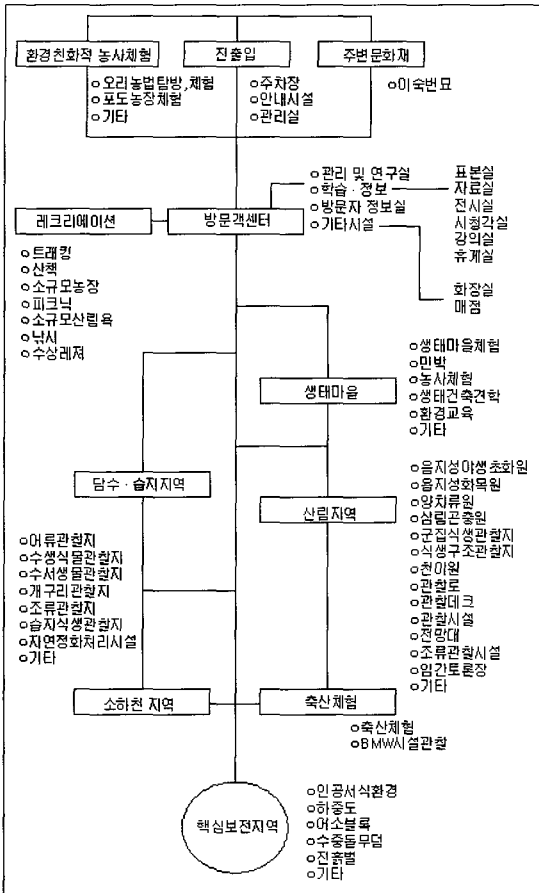 환경친화적 농사체험
진출입
주변문화재
○오리농법탐방,체험
○포도농장체험
○기타
○주차장
○안내시설
○관리실
○이숙번묘
레크리에이션
방문객센터
○관리 및 연구실
○학습·정보
○방문자 정보실
○기타시설
표본실
자료실
전시실
시청각실
강의실
휴게실
화장실
매점
○트래킹
○산책
○소규모농장
○피크닉
○소규모산림욕
○낚시
○수상레져
생태마을
○생태마을체험
○민박
○농사체험
○생태건축견학
○환경교육
○기타
담수·습지지역
○어류관찰지
○수생식물관찰지
○수서생물관찰지
○개구리관찰지
○조류관찰지
○습지식생관찰지
○자연정화처리시설
○기타
산림지역
○음지성야생초화원
○음지성화목원
○양치류원
○삼림곤충원
○군집식생관찰지
○식생구조관찰지
○천이원
○관찰로
○관찰데크
○관찰시설
○전망대
○조류관찰시설
○임간토론장
○기타
소하천 지역
축산체험
○축산체험
○BMW시설관찰
핵심보전지역
○인공서식환경
○하중도
○어소블록
○수중돌무덤
○진흙벌
○기타